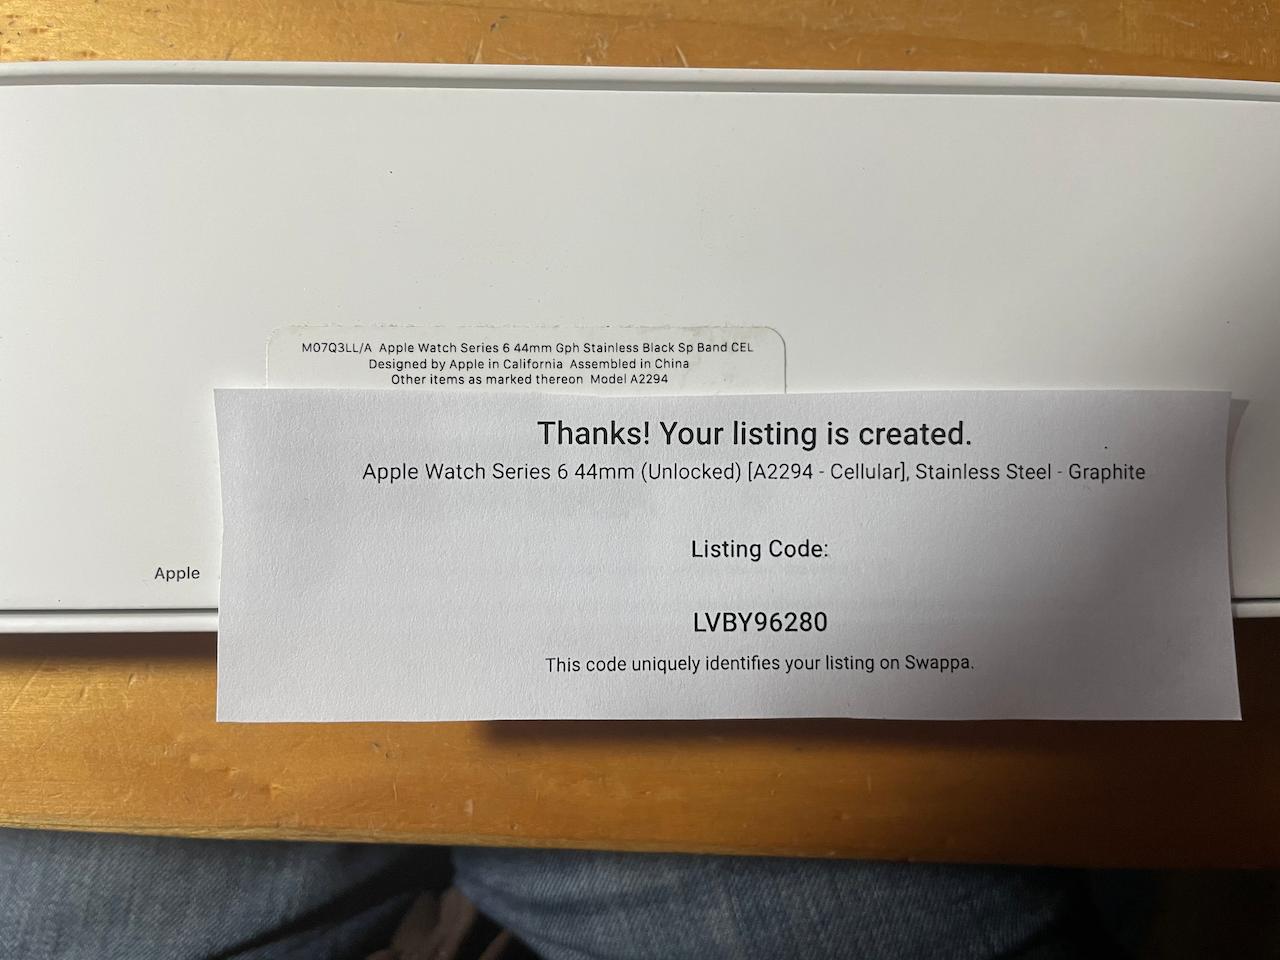 M07Q3LL/A Apple Watch Series 6 44mm Gph Stainless Black Sp Band CEL
Designed by Apple in California Assembled in China
Other items as marked thereon Model A2294
Thanks! Your listing is created.
Apple Watch Series 6 44mm (Unlocked) [A2294 - Cellular], Stainless Steel - Graphite
Listing Code:
Apple
LVBY96280
This code uniquely identifies your listing on Swappa.